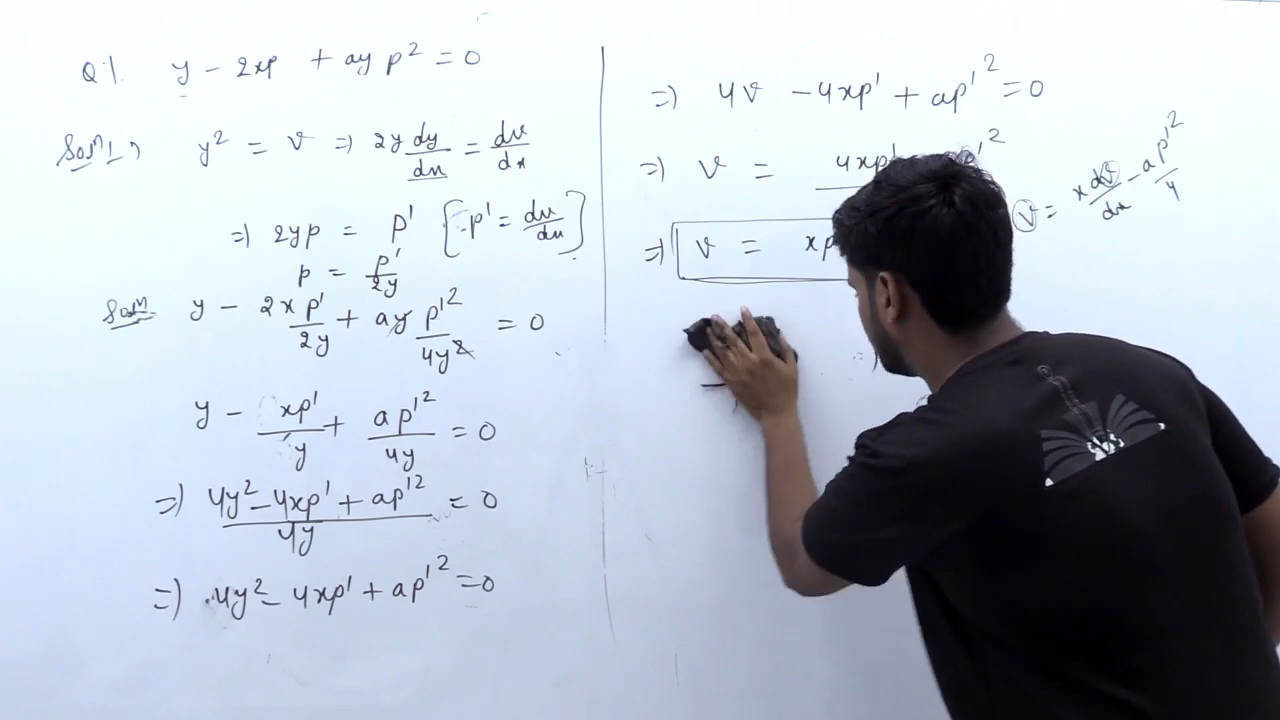 Q1. y - 2xp + ay p² = 0
Solⁿ1) y² = v ⇒ 2y dy/dx = dv/dx
⇒ 2yp = P' [p' = dv/dx]
p = p'/2y
Solⁿ y - 2x p'/2y + ay p'²/4y² = 0
y - xp'/y + ap'²/4y = 0
⇒) 4y² - 4xp' + ap'²/4y = 0
⇒) 4y² - 4xp' + ap'² = 0
⇒) 4v - 4xp' + ap'² = 0
⇒) v = 4xp'
v = x dv/dx - a p'²/4
⇒) v = xp